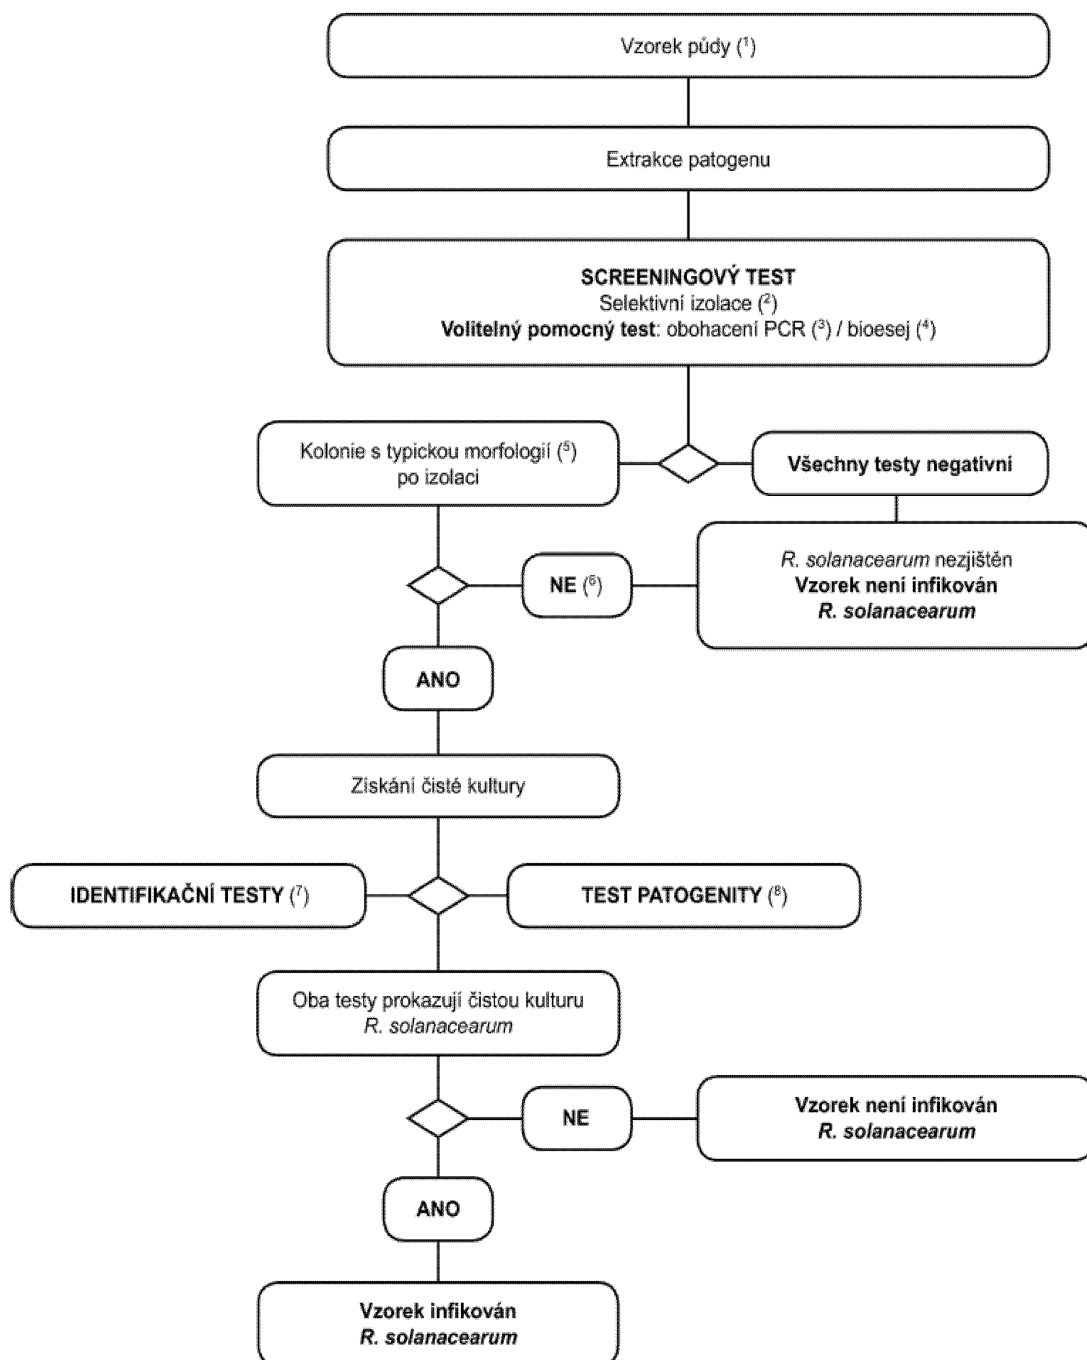 Vzorek půdy (¹)
Extrakce patogenu
SCREENINGOVÝ TEST
Selektivní izolace (²)
Volitelný pomocný test: obohacení PCR (³) / bioesej (⁴)
Kolonie s typickou morfologií (⁵)
po izolaci
Všechny testy negativní
R. solanacearum nezjištěn
Vzorek není infikován
R. solanacearum
NE (⁶)
ANO
Získání čisté kultury
IDENTIFIKAČNÍ TESTY (⁷)
TEST PATOGENITY (⁸)
Oba testy prokazují čistou kulturu
R. solanacearum
NE
Vzorek není infikován
R. solanacearum
ANO
Vzorek infikován
R. solanacearum